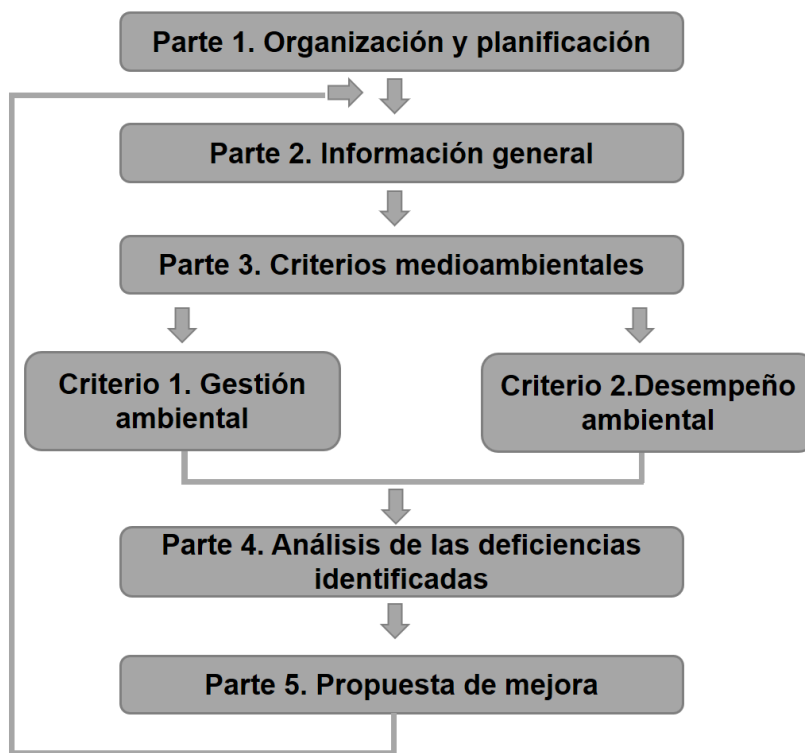 Parte 1. Organización y planificación
Parte 2. Información general
Parte 3. Criterios medioambientales
Criterio 1. Gestión
ambiental
Criterio 2.Desempeño
ambiental
Parte 4. Análisis de las deficiencias
identificadas
Parte 5. Propuesta de mejora